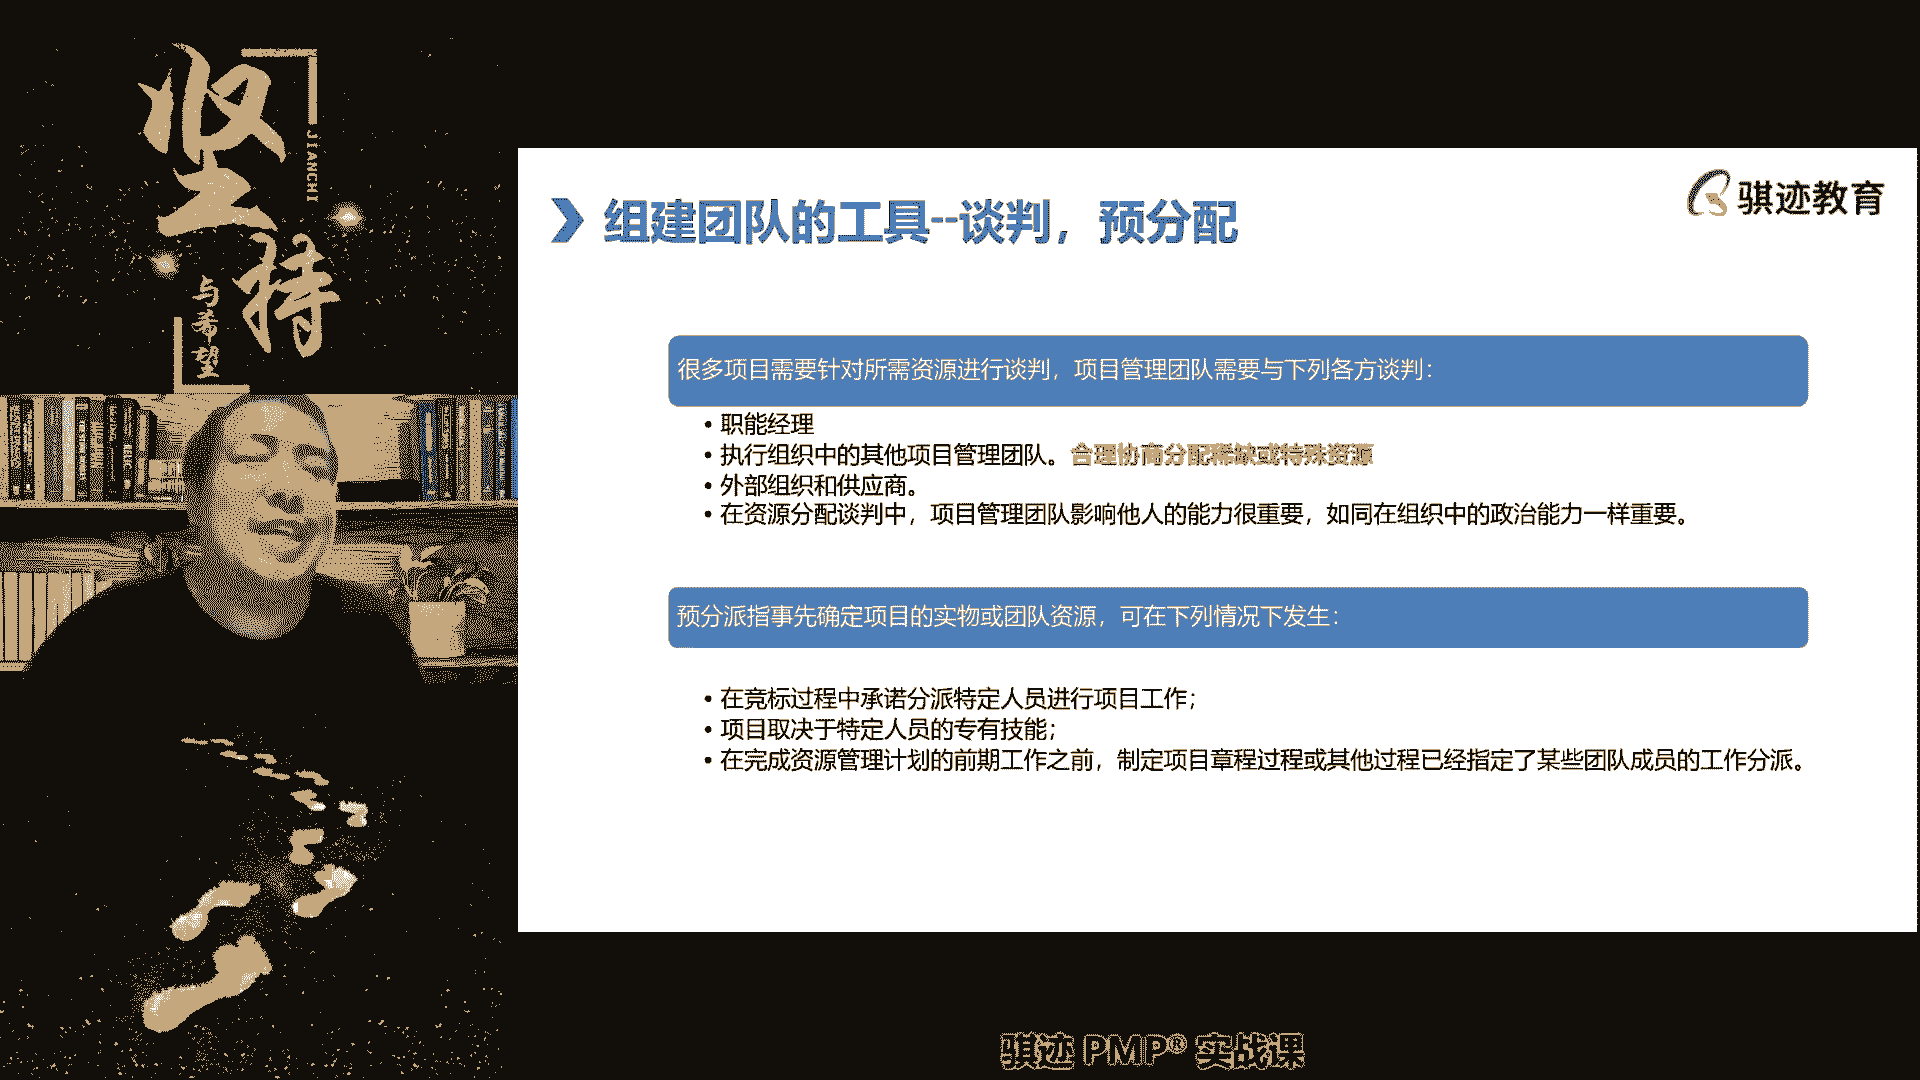 坚持
JIANCHI
与希望
骐迹教育
组建团队的工具--谈判，预分配
很多项目需要针对所需资源进行谈判，项目管理团队需要与下列各方谈判：
• 职能经理
• 执行组织中的其他项目管理团队。合理协商分配稀缺或特殊资源
• 外部组织和供应商。
• 在资源分配谈判中，项目管理团队影响他人的能力很重要，如同在组织中的政治能力一样重要。
预分派指事先确定项目的实物或团队资源，可在下列情况下发生：
• 在竞标过程中承诺分派特定人员进行项目工作；
• 项目取决于特定人员的专有技能；
• 在完成资源管理计划的前期工作之前，制定项目章程过程或其他过程已经指定了某些团队成员的工作分派。
骐迹 PMP® 实战课